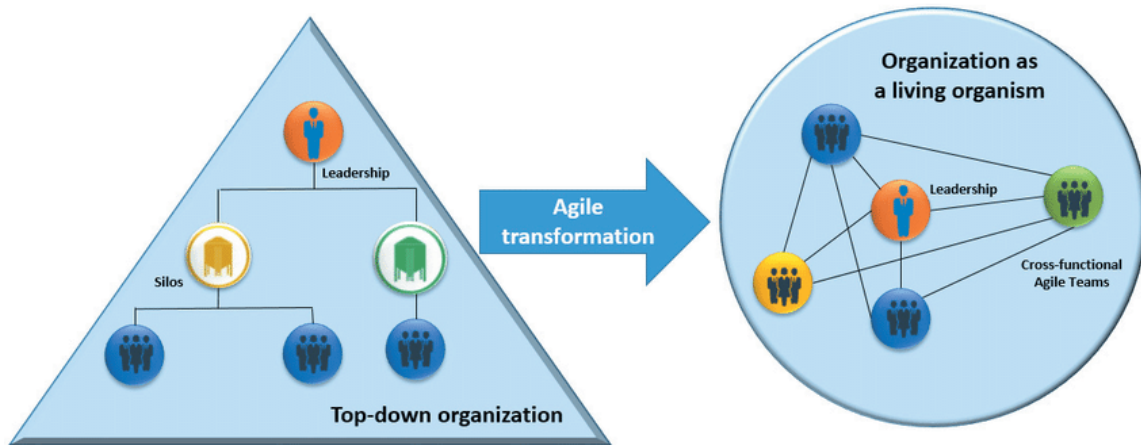 Leadership
Silos
Top-down organization
Agile
transformation
Organization as
a living organism
Leadership
Cross-functional
Agile Teams